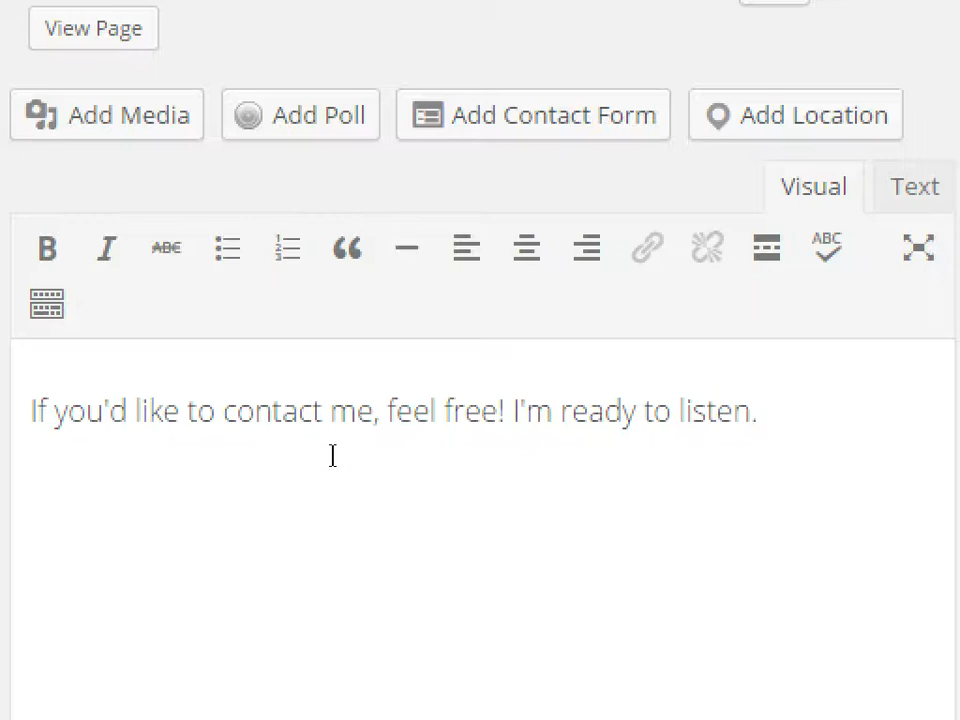 View Page
Add Media Add Poll Add Contact Form Add Location
Visual Text
B I ABC ABC
If you'd like to contact me, feel free! I'm ready to listen.